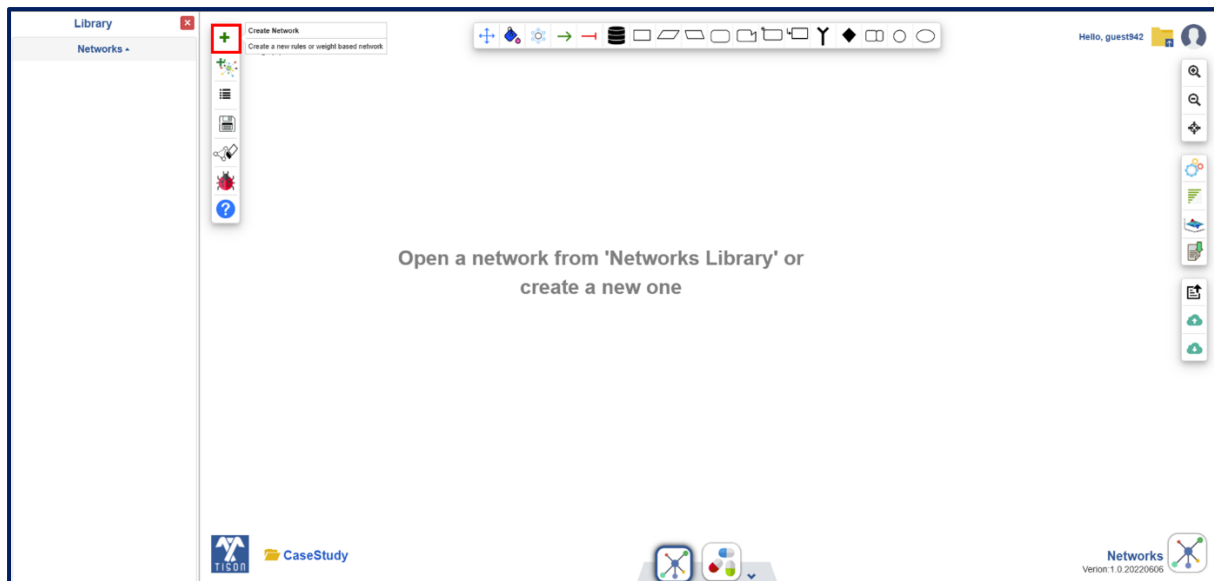 Library
Networks
Create Network
Create a new rules or weight based network
Hello, guest942
Open a network from 'Networks Library' or
create a new one
TISON
CaseStudy
Networks
Verion:1.0.20220606